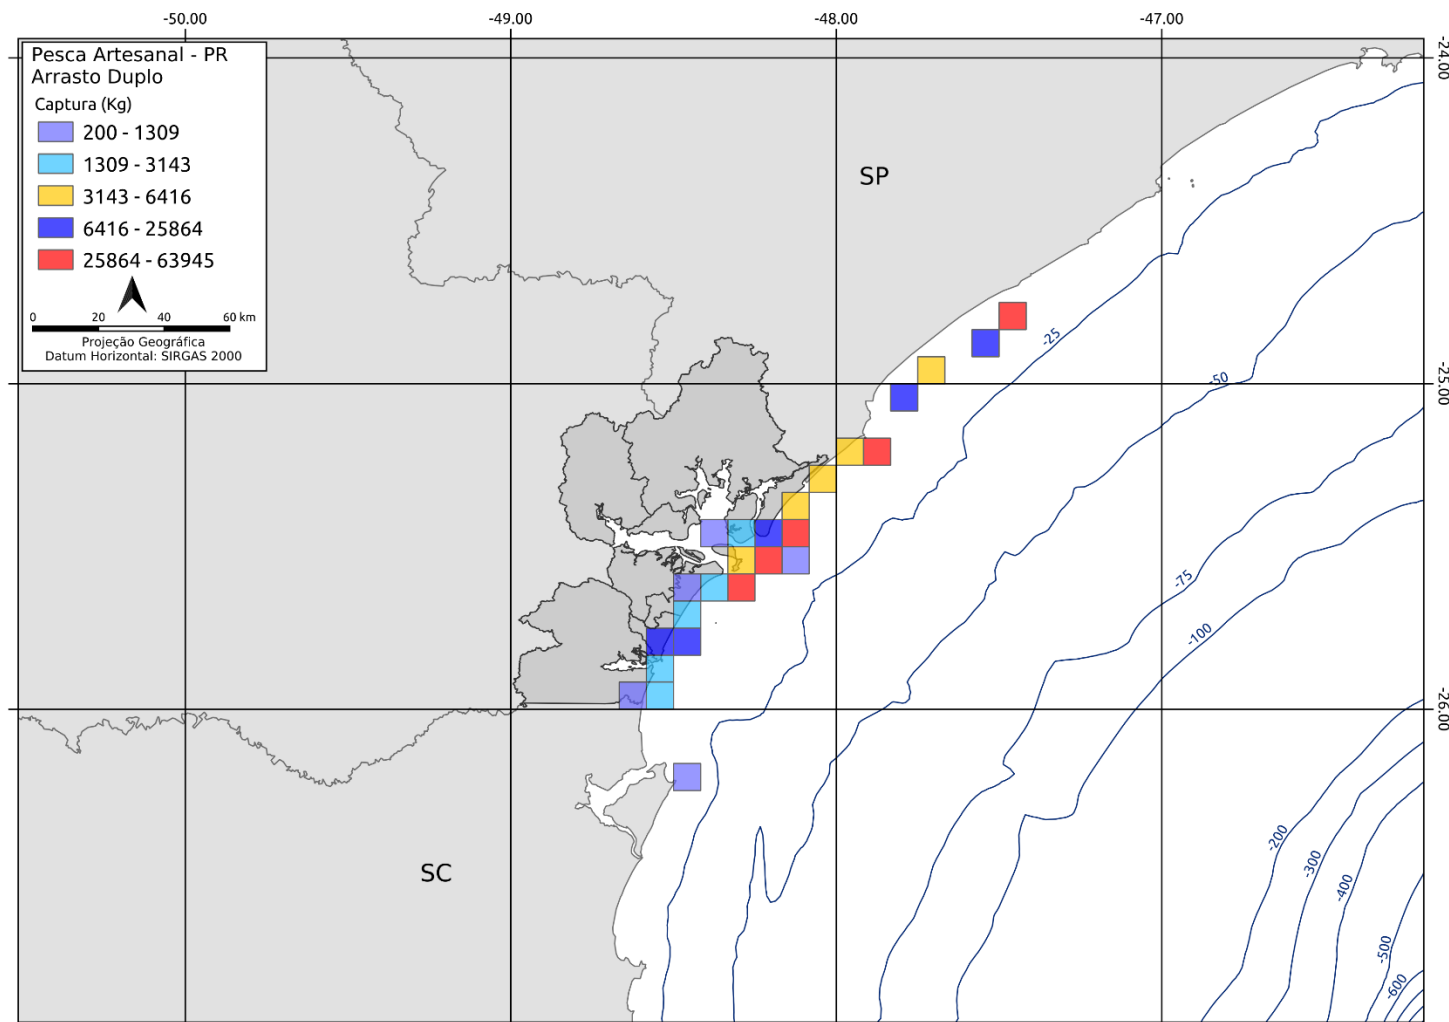 -50.00
-49.00
-48.00
-47.00
Pesca Artesanal - PR
Arrasto Duplo
Captura (Kg)
200 - 1309
1309 - 3143
3143 - 6416
6416 - 25864
25864 - 63945
0 20 40 60 km
Projeção Geográfica
Datum Horizontal: SIRGAS 2000
-24.00
SP
-25
-50
-25.00
-75
-100
-26.00
SC
-200
-300
-400
-500
-600